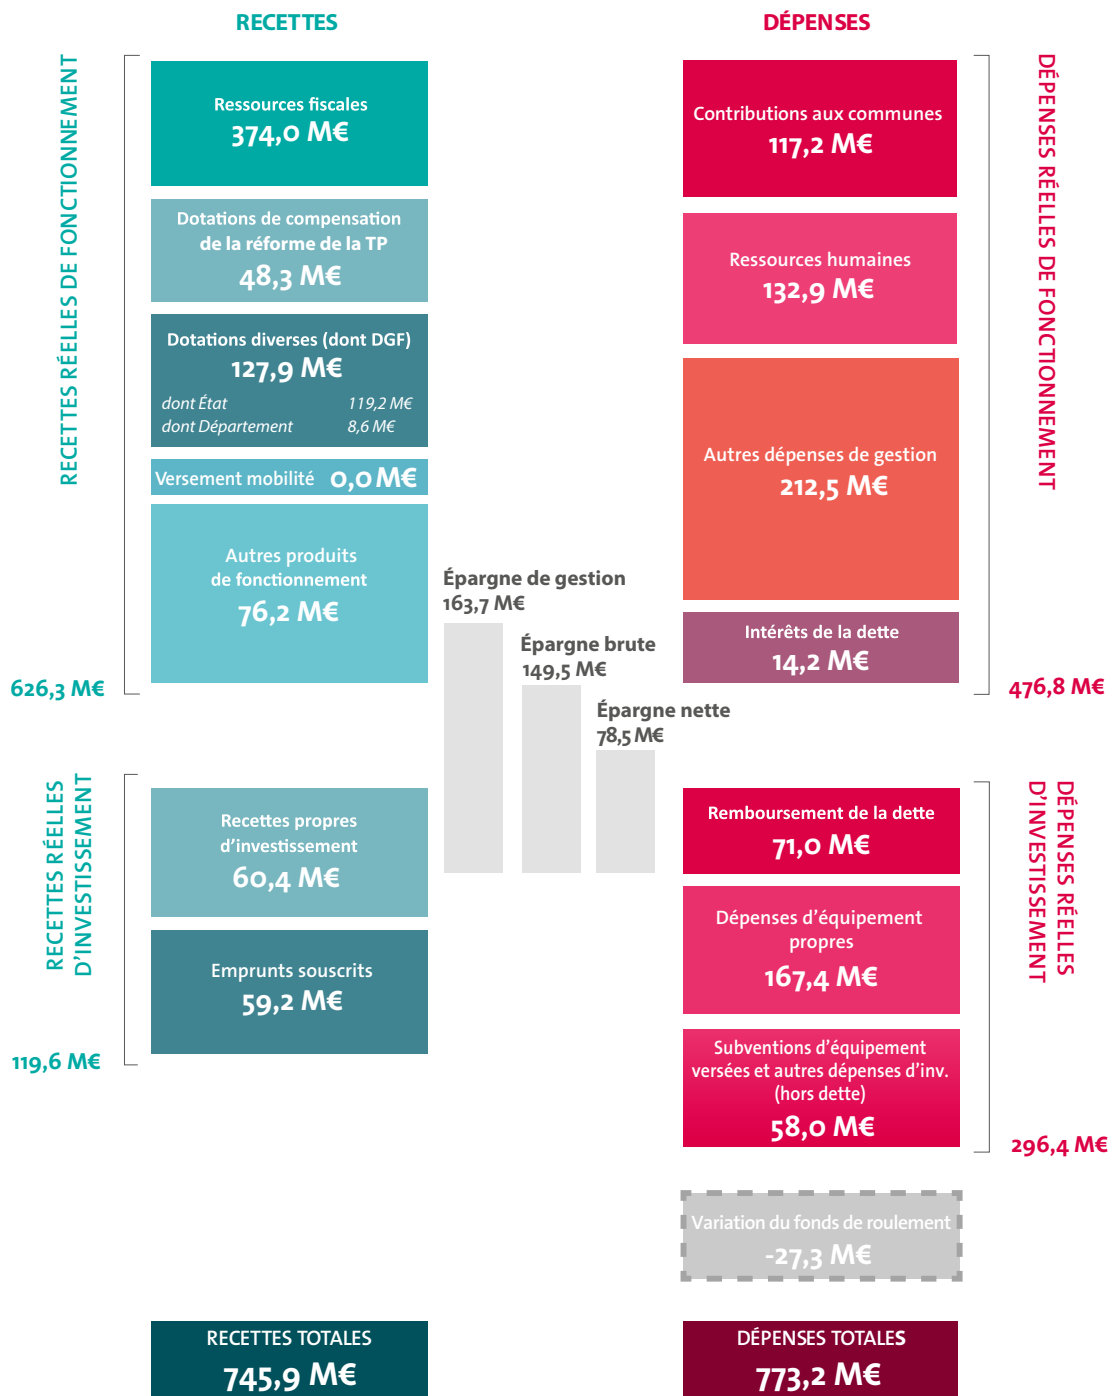 RECETTES
RECETTES RÉELLES DE FONCTIONNEMENT
Ressources fiscales
374,0 M€
Dotations de compensation
de la réforme de la TP
48,3 M€
Dotations diverses (dont DGF)
127,9 M€
dont État 119,2 M€
dont Département 8,6 M€
Versement mobilité 0,0 M€
Autres produits
de fonctionnement
76,2 M€
626,3 M€
RECETTES RÉELLES
D'INVESTISSEMENT
Recettes propres
d'investissement
60,4 M€
Emprunts souscrits
59,2 M€
119,6 M€
RECETTES TOTALES
745,9 M€
Épargne de gestion
163,7 M€
Épargne brute
149,5 M€
Épargne nette
78,5 M€
DÉPENSES
DÉPENSES RÉELLES DE FONCTIONNEMENT
Contributions aux communes
117,2 M€
Ressources humaines
132,9 M€
Autres dépenses de gestion
212,5 M€
Intérêts de la dette
14,2 M€
476,8 M€
DÉPENSES RÉELLES
D'INVESTISSEMENT
Remboursement de la dette
71,0 M€
Dépenses d'équipement
propres
167,4 M€
Subventions d'équipement
versées et autres dépenses d'inv.
(hors dette)
58,0 M€
296,4 M€
Variation du fonds de roulement
-27,3 M€
DÉPENSES TOTALES
773,2 M€